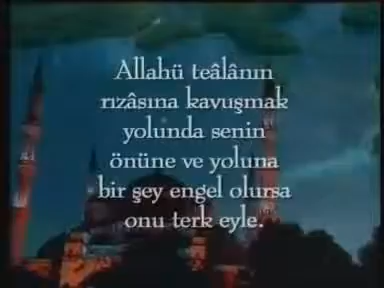 Allahü teâlânın
rızâsına kavuşmak
yolunda senin
önüne ve yoluna
bir şey engel olursa
onu terk eyle.